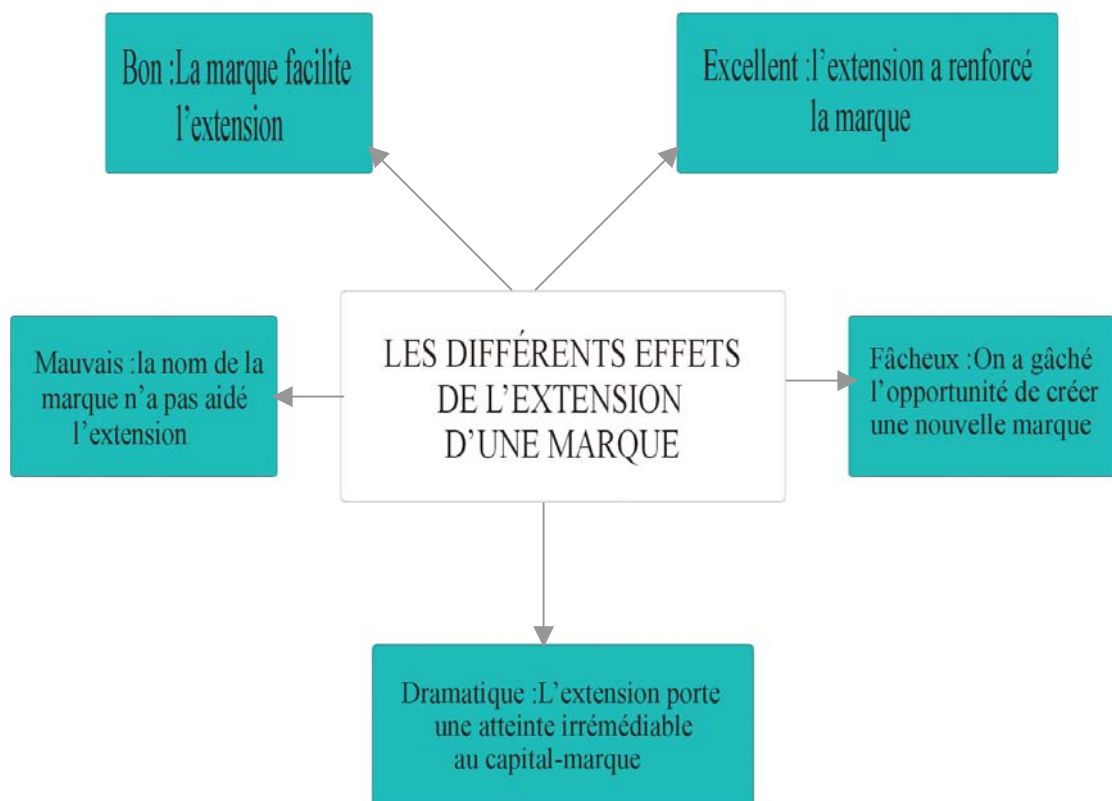 Bon :La marque facilite
l’extension
Excellent :l’extension a renforcé
la marque
LES DIFFÉRENTS EFFETS
DE L’EXTENSION
D’UNE MARQUE
Mauvais :la nom de la
marque n’a pas aidé
l’extension
Fâcheux :On a gâché
l’opportunité de créer
une nouvelle marque
Dramatique :L’extension porte
une atteinte irrémédiable
au capital-marque